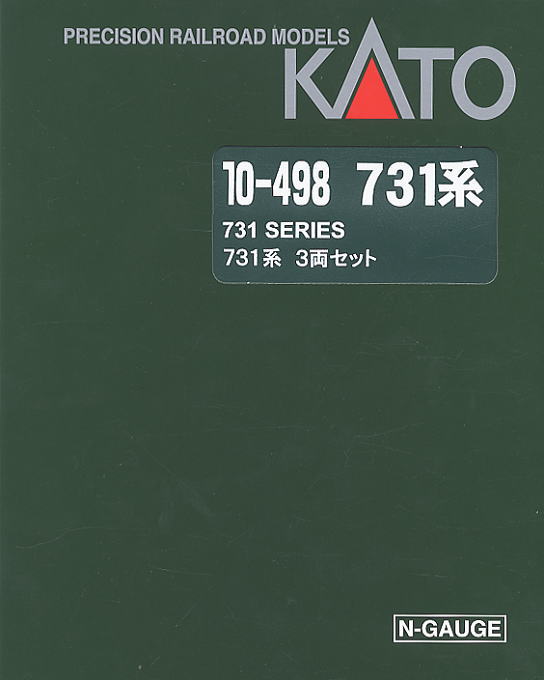 PRECISION RAILROAD MODELS
KATO
10-498 731系
731 SERIES
731系 3両セット
N-GAUGE